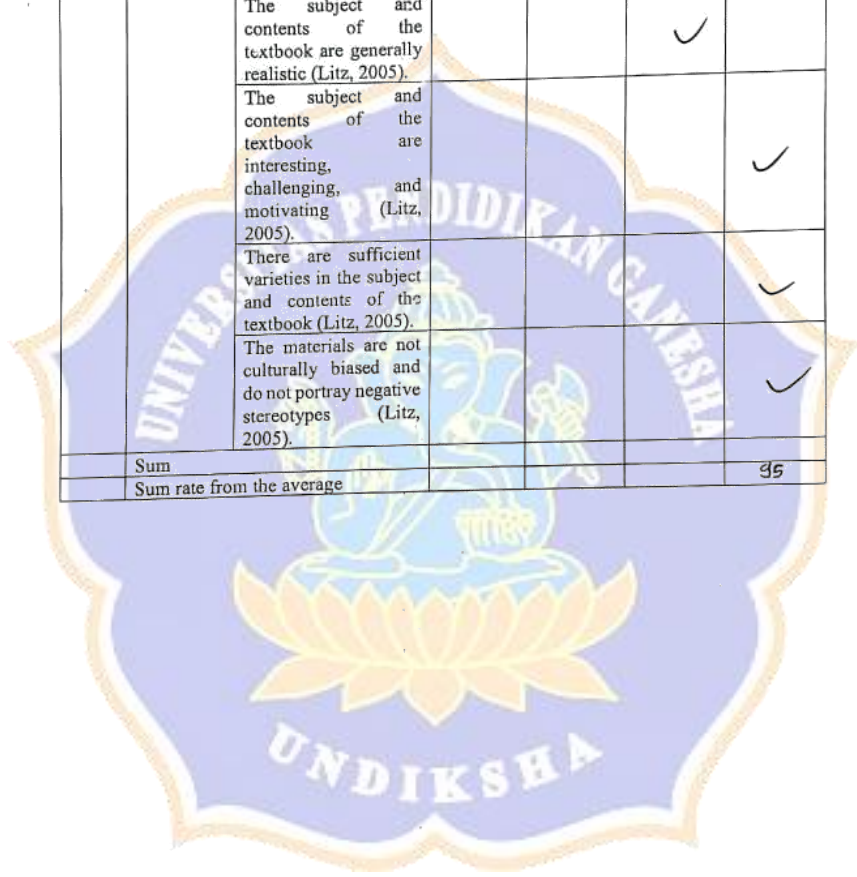 The subject and
contents of the
textbook are generally
realistic (Litz, 2005).
✓
The subject and
contents of the
textbook are
interesting,
challenging, and
motivating (Litz,
2005).
✓
There are sufficient
varieties in the subject
and contents of the
textbook (Litz, 2005).
✓
The materials are not
culturally biased and
do not portray negative
stereotypes (Litz,
2005).
✓
Sum
Sum rate from the average
95
UNIVERSITAS PENDIDIKAN GANESHA
UNDIKSHA